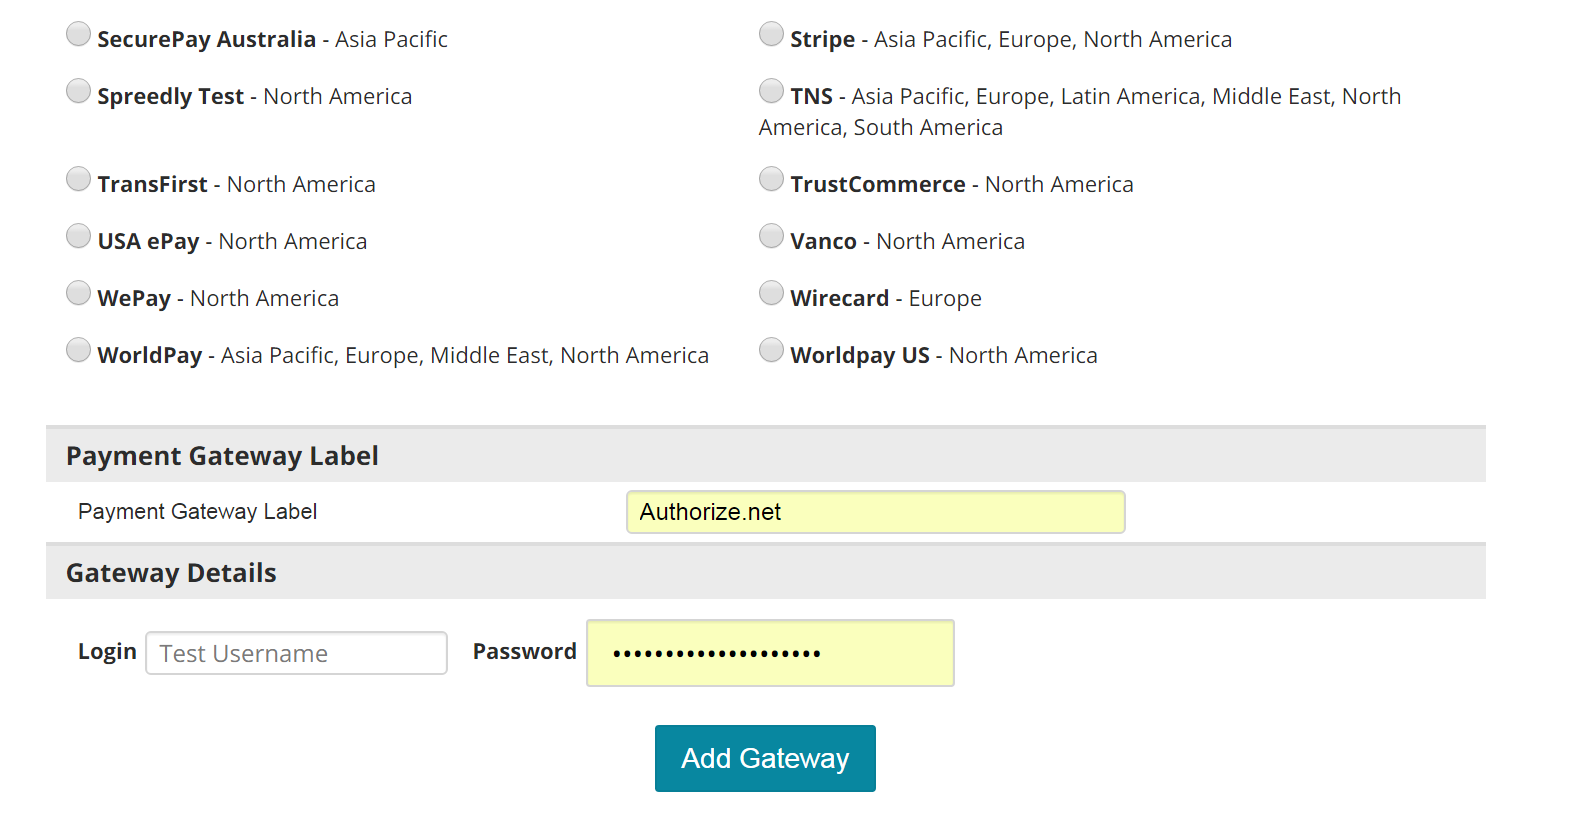 SecurePay Australia - Asia Pacific
Stripe - Asia Pacific, Europe, North America
Spreedly Test - North America
TNS - Asia Pacific, Europe, Latin America, Middle East, North
America, South America
TransFirst - North America
TrustCommerce - North America
USA ePay - North America
Vanco - North America
WePay - North America
Wirecard - Europe
WorldPay - Asia Pacific, Europe, Middle East, North America
Worldpay US - North America
Payment Gateway Label
Payment Gateway Label Authorize.net
Gateway Details
Login Test Username Password ••••••••••••••••••••
Add Gateway